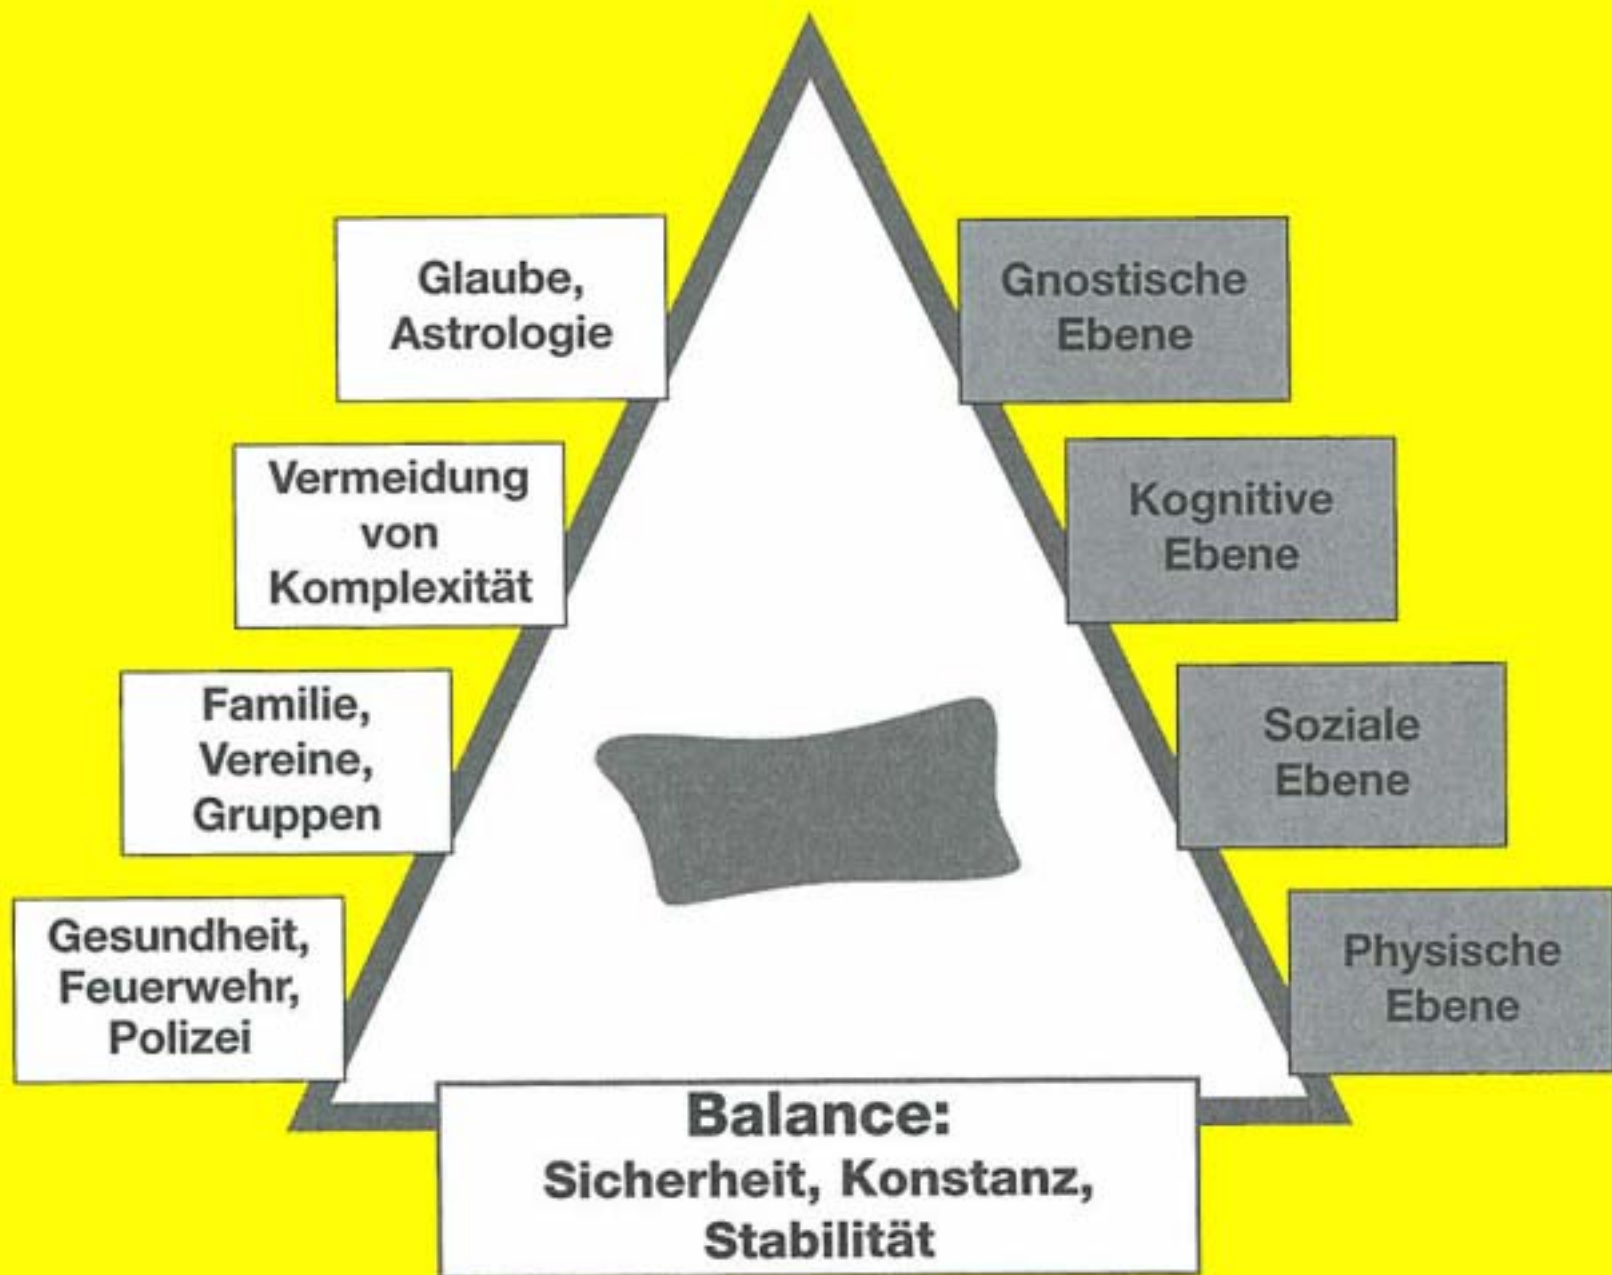 Glaube,
Astrologie
Gnostische
Ebene
Vermeidung
von
Komplexität
Kognitive
Ebene
Familie,
Vereine,
Gruppen
Soziale
Ebene
Gesundheit,
Feuerwehr,
Polizei
Physische
Ebene
Balance:
Sicherheit, Konstanz,
Stabilität